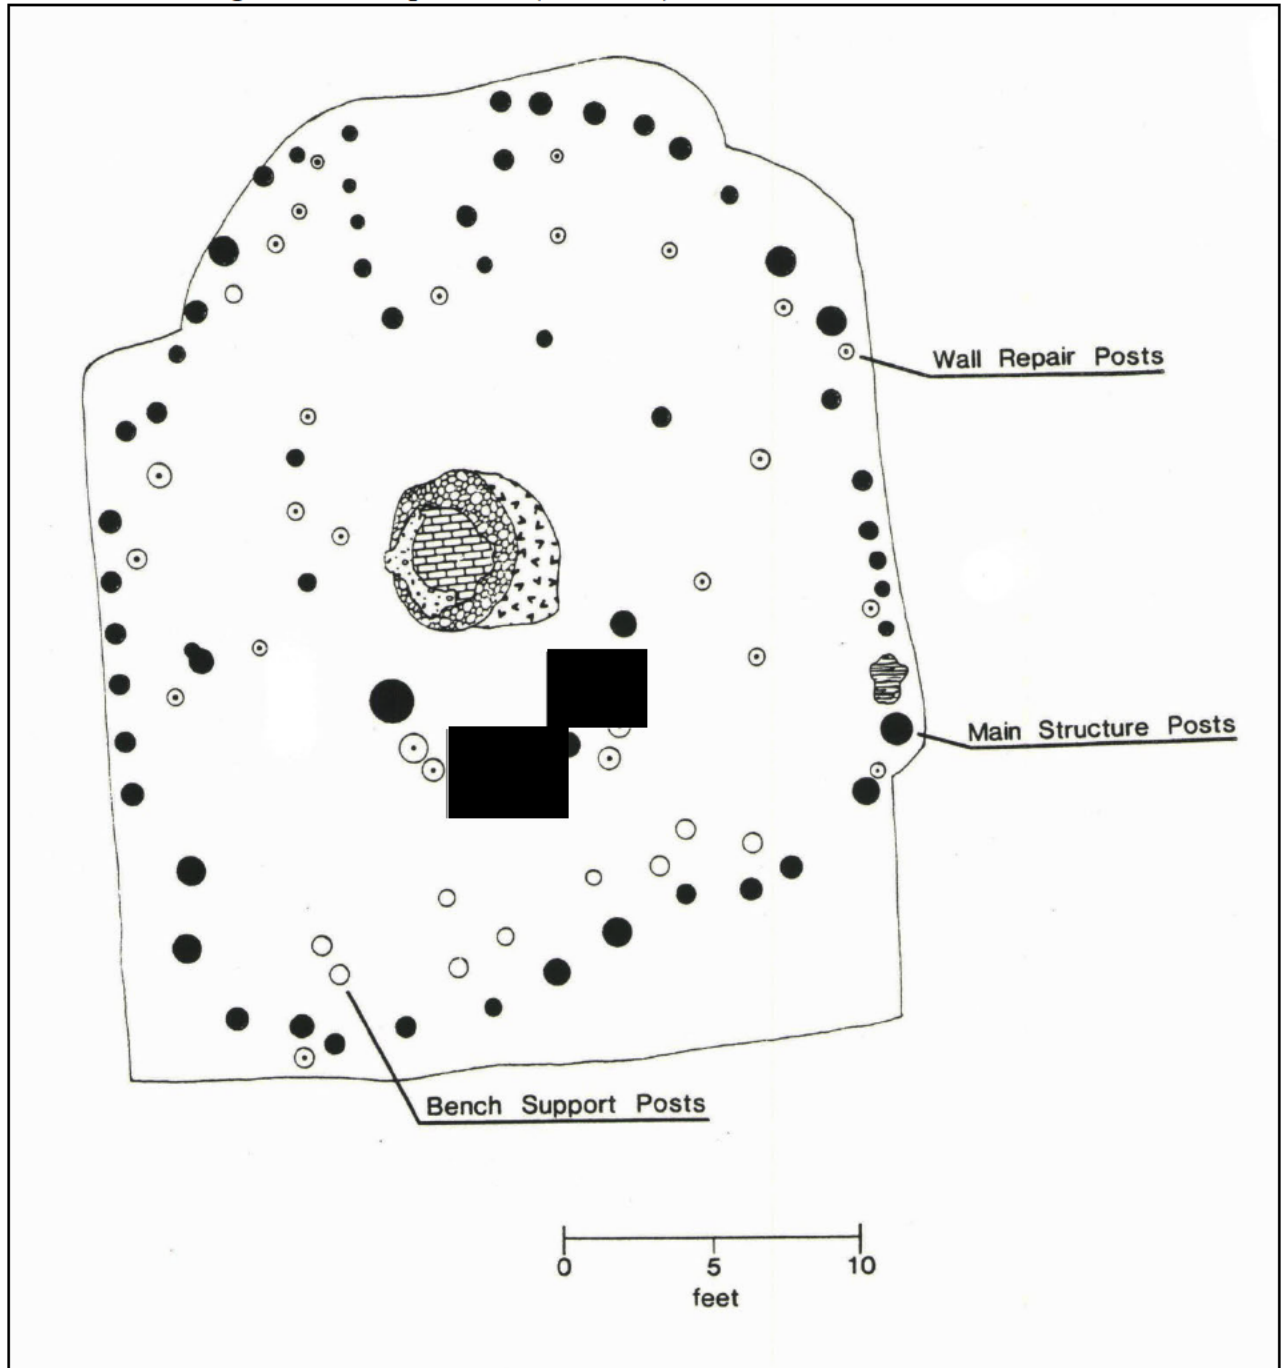 Wall Repair Posts
Main Structure Posts
Bench Support Posts
0 5 10
feet